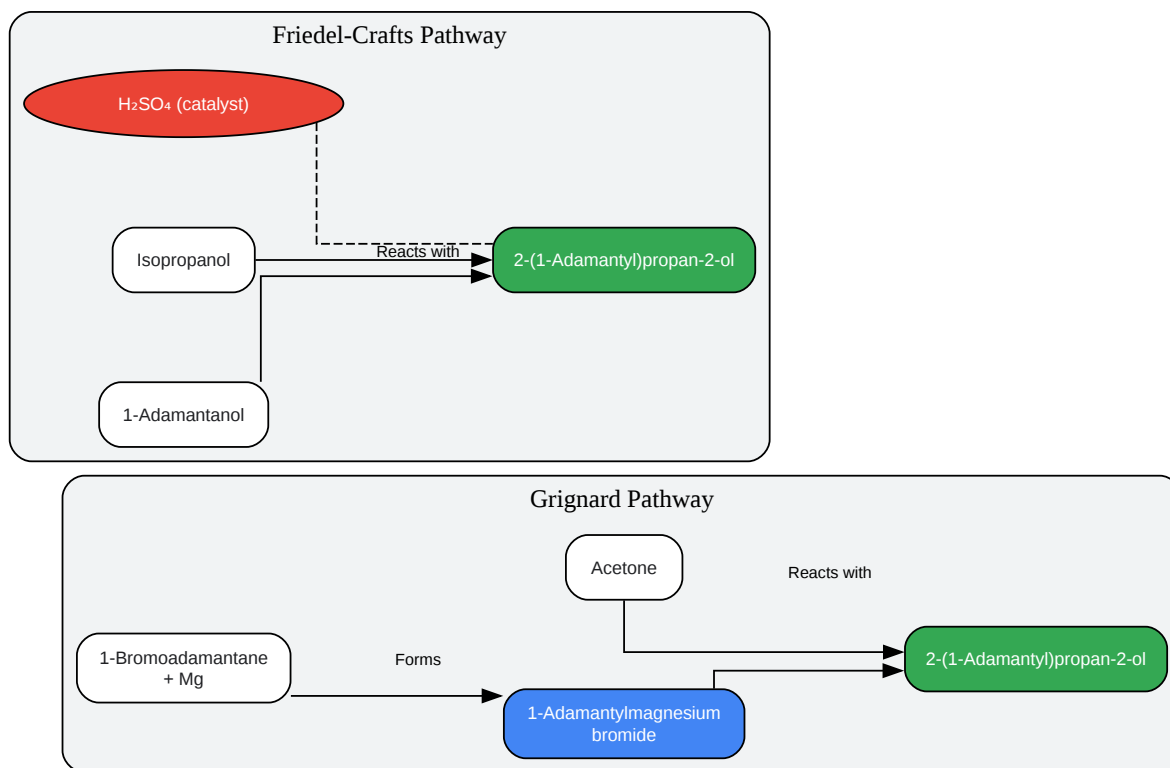 Friedel-Crafts Pathway
H₂SO₄ (catalyst)
Isopropanol
Reacts with
2-(1-Adamantyl)propan-2-ol
1-Adamantanol
Grignard Pathway
Acetone
Reacts with
1-Bromoadamantane
+ Mg
Forms
2-(1-Adamantyl)propan-2-ol
1-Adamantylmagnesium
bromide